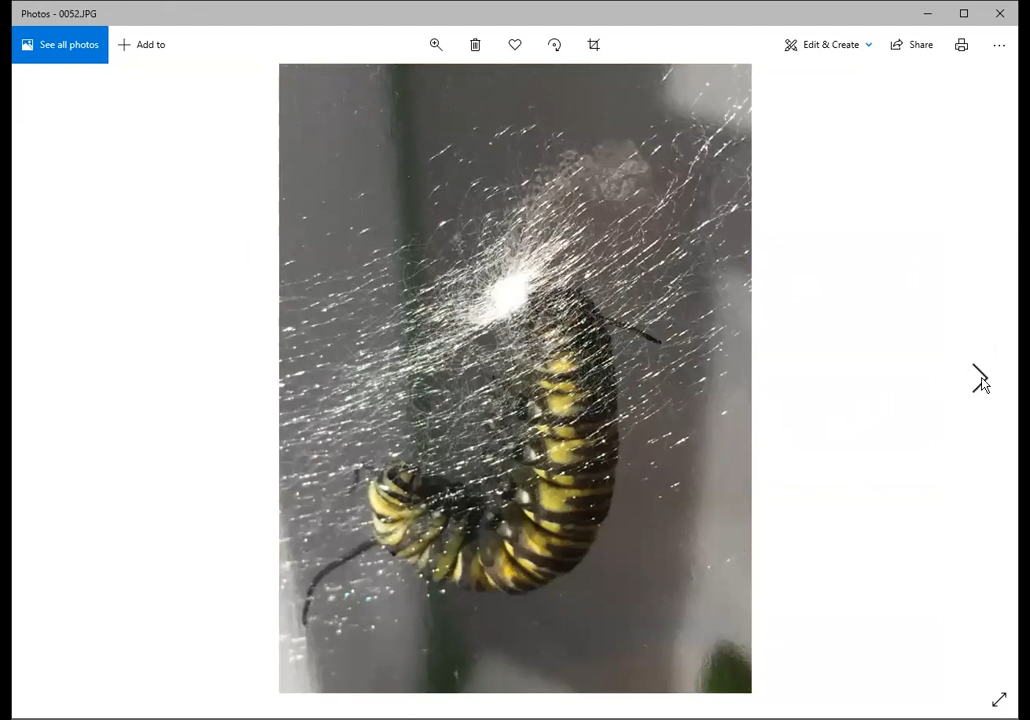 Photos - 0052.JPG
See all photos
Add to
Edit & Create
Share